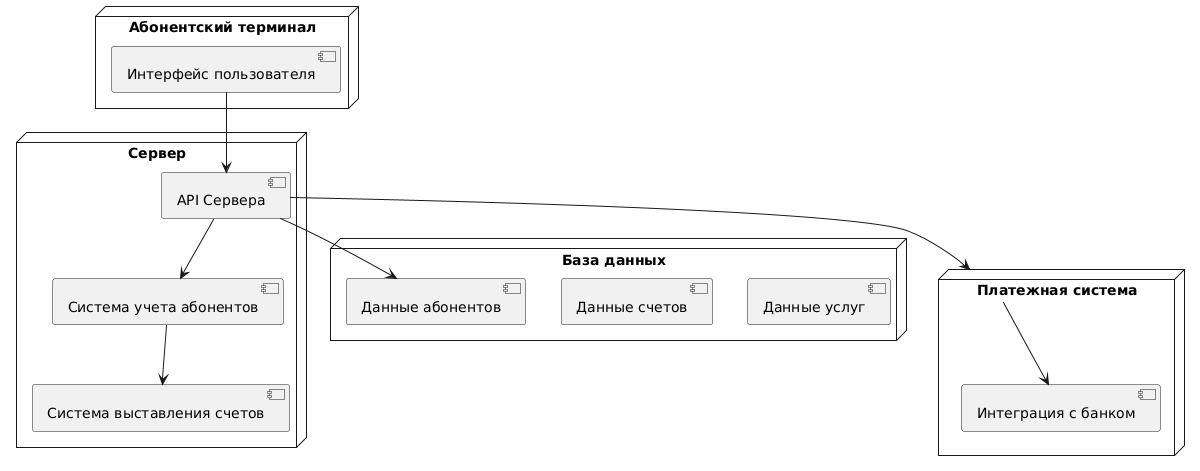 Абонентский терминал
Интерфейс пользователя
Сервер
API Сервера
Система учета абонентов
Система выставления счетов
База данных
Данные абонентов
Данные счетов
Данные услуг
Платежная система
Интеграция с банком